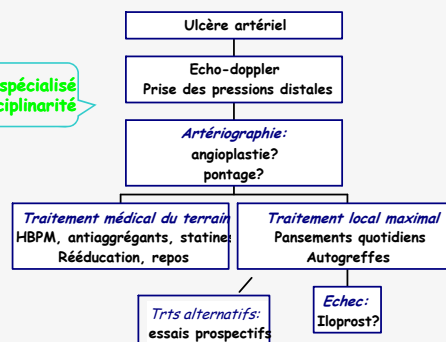 Ulcère artériel
spécialisé
ciplinarité
Echo-doppler
Prise des pressions distales
Artériographie:
angioplastie?
pontage?
Traitement médical du terrain
HBPM, antiaggrégants, statines
Rééducation, repos
Traitement local maximal
Pansements quotidiens
Autogreffes
Trts alternatifs:
essais prospectifs
Echec:
Iloprost?